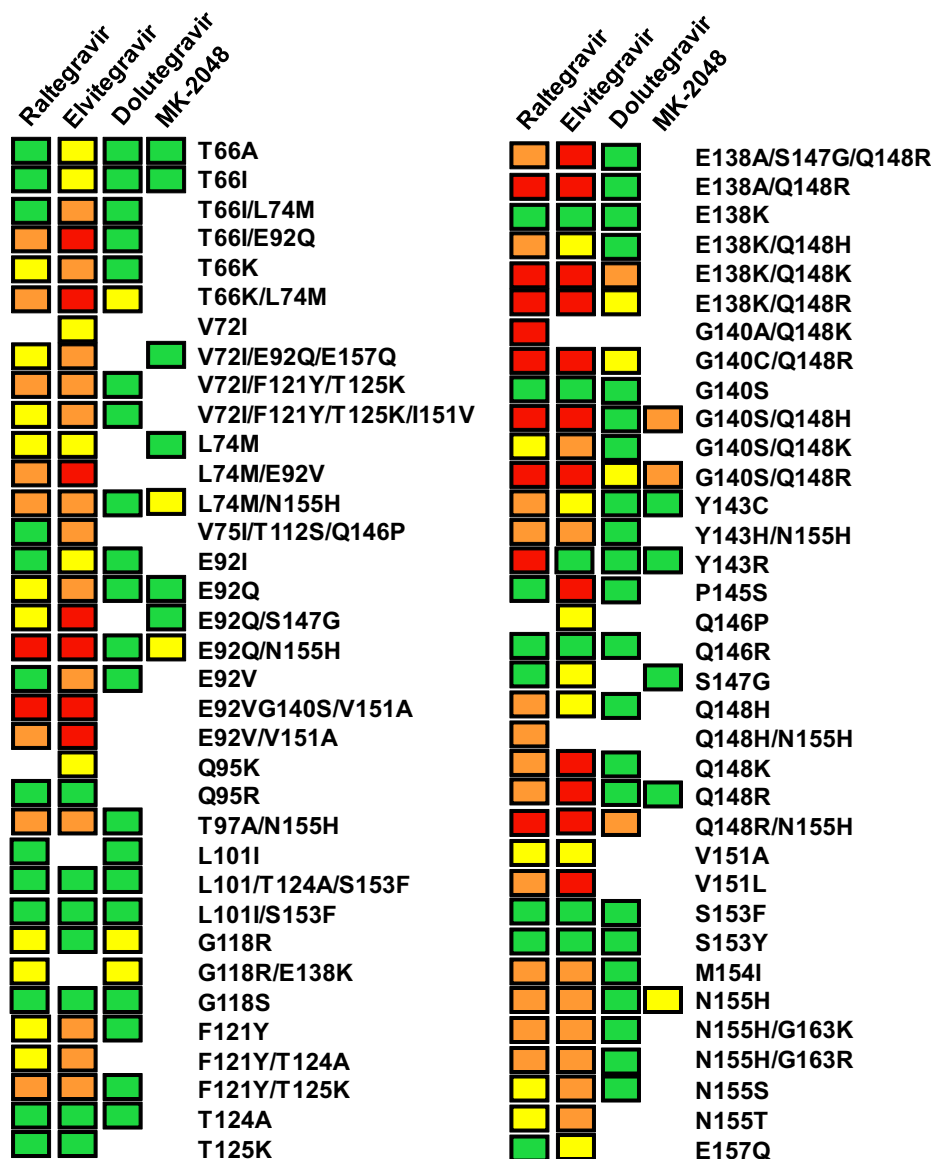 Raltegravir
Elvitegravir
Dolutegravir
MK-2048
T66A
T66I
T66I/L74M
T66I/E92Q
T66K
T66K/L74M
V72I
V72I/E92Q/E157Q
V72I/F121Y/T125K
V72I/F121Y/T125K/I151V
L74M
L74M/E92V
L74M/N155H
V75I/T112S/Q146P
E92I
E92Q
E92Q/S147G
E92Q/N155H
E92V
E92VG140S/V151A
E92V/V151A
Q95K
Q95R
T97A/N155H
L101I
L101/T124A/S153F
L101I/S153F
G118R
G118R/E138K
G118S
F121Y
F121Y/T124A
F121Y/T125K
T124A
T125K
Raltegravir
Elvitegravir
Dolutegravir
MK-2048
E138A/S147G/Q148R
E138A/Q148R
E138K
E138K/Q148H
E138K/Q148K
E138K/Q148R
G140A/Q148K
G140C/Q148R
G140S
G140S/Q148H
G140S/Q148K
G140S/Q148R
Y143C
Y143H/N155H
Y143R
P145S
Q146P
Q146R
S147G
Q148H
Q148H/N155H
Q148K
Q148R
Q148R/N155H
V151A
V151L
S153F
S153Y
M154I
N155H
N155H/G163K
N155H/G163R
N155S
N155T
E157Q